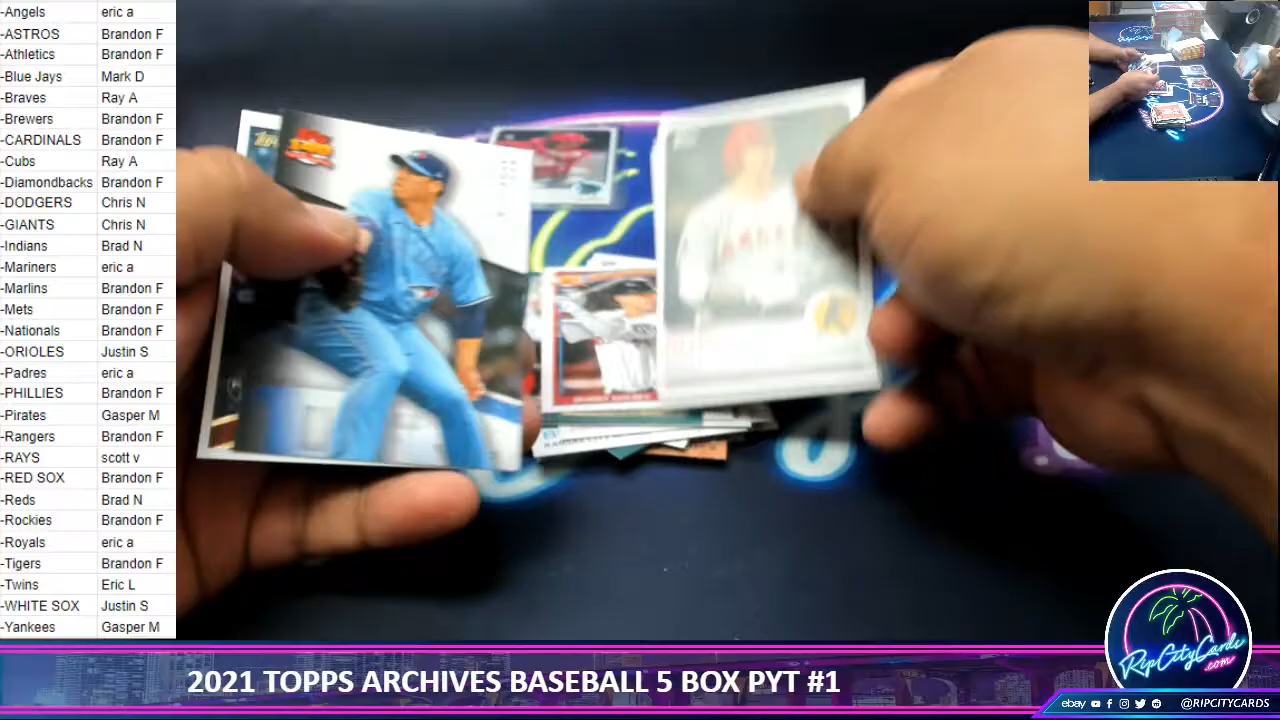 -Angels eric a
-ASTROS Brandon F
-Athletics Brandon F
-Blue Jays Mark D
-Braves Ray A
-Brewers Brandon F
-CARDINALS Brandon F
-Cubs Ray A
-Diamondbacks Brandon F
-DODGERS Chris N
-GIANTS Chris N
-Indians Brad N
-Mariners eric a
-Marlins Brandon F
-Mets Brandon F
-Nationals Brandon F
-ORIOLES Justin S
-Padres eric a
-PHILLIES Brandon F
-Pirates Gasper M
-Rangers Brandon F
-RAYS scott v
-RED SOX Brandon F
-Reds Brad N
-Rockies Brandon F
-Royals eric a
-Tigers Brandon F
-Twins Eric L
-WHITE SOX Justin S
-Yankees Gasper M
RipCityCards
.com
2021 TOPPS ARCHIVES BASEBALL 5 BOX PYT #1
ebay @RIPCITYCARDS